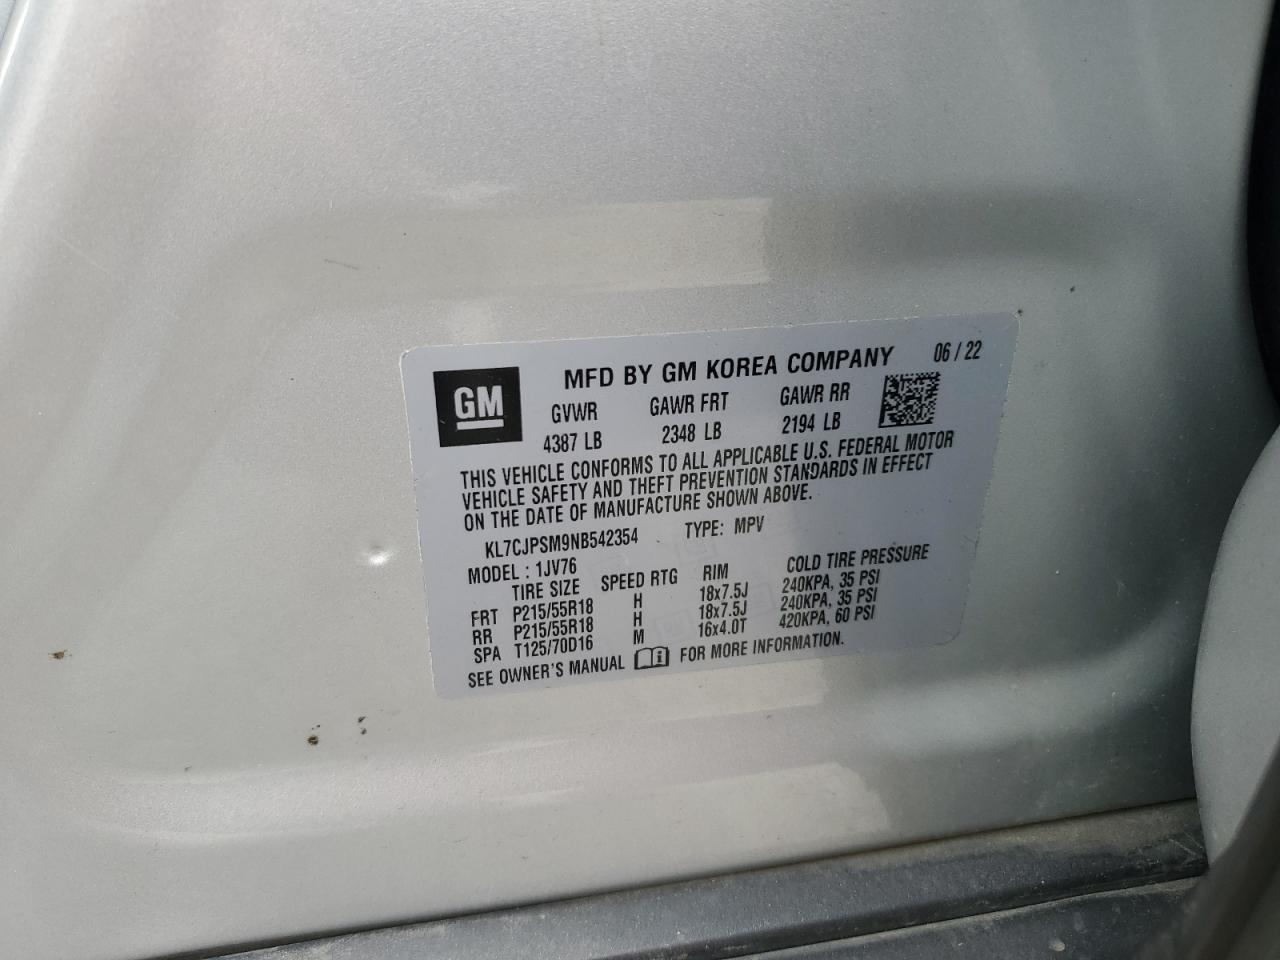 MFD BY GM KOREA COMPANY 06 / 22
GM
GVWR GAWR FRT GAWR RR
4387 LB 2348 LB 2194 LB
THIS VEHICLE CONFORMS TO ALL APPLICABLE U.S. FEDERAL MOTOR
VEHICLE SAFETY AND THEFT PREVENTION STANDARDS IN EFFECT
ON THE DATE OF MANUFACTURE SHOWN ABOVE.
KL7CJPSM9NB542354 TYPE: MPV
MODEL : 1JV76
TIRE SIZE SPEED RTG RIM COLD TIRE PRESSURE
FRT P215/55R18 H 18x7.5J 240KPA, 35 PSI
RR P215/55R18 H 18x7.5J 240KPA, 35 PSI
SPA T125/70D16 M 16x4.0T 420KPA, 60 PSI
SEE OWNER'S MANUAL FOR MORE INFORMATION.